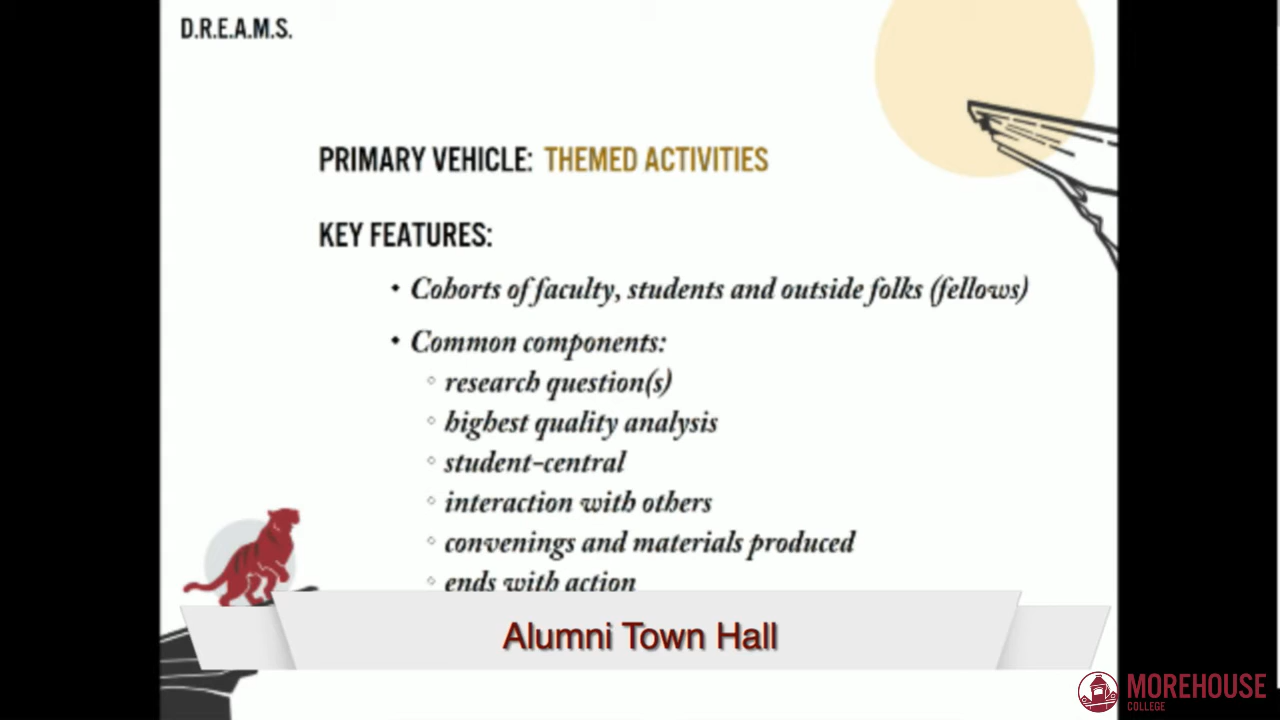 D.R.E.A.M.S.
PRIMARY VEHICLE: THEMED ACTIVITIES
KEY FEATURES:
• Cohorts of faculty, students and outside folks (fellows)
• Common components:
◦ research question(s)
◦ highest quality analysis
◦ student-central
◦ interaction with others
◦ convenings and materials produced
◦ ends with action
Alumni Town Hall
MOREHOUSE
COLLEGE